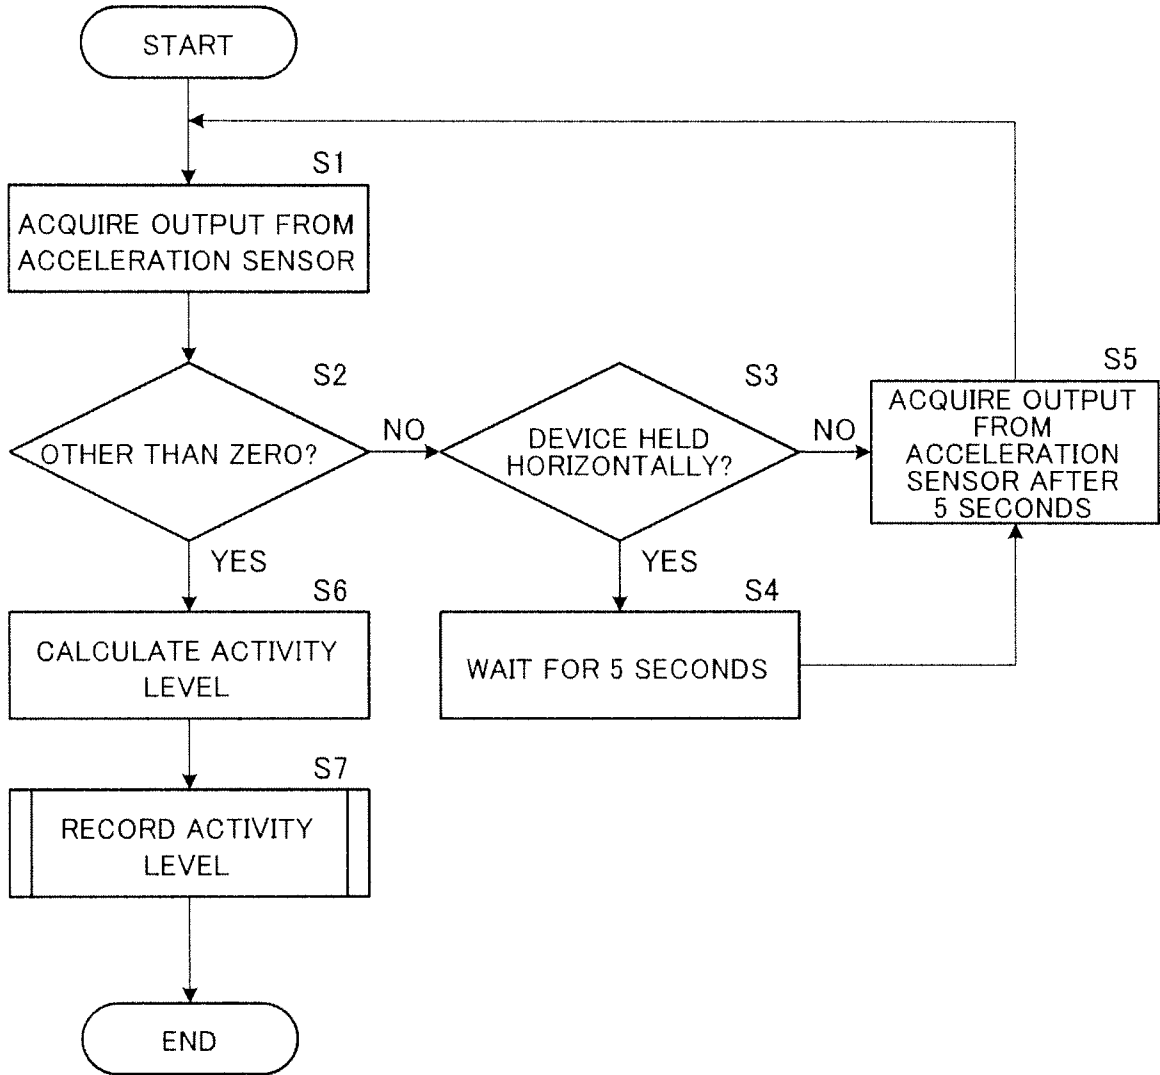 START
S1
ACQUIRE OUTPUT FROM
ACCELERATION SENSOR
S2
OTHER THAN ZERO?
NO
YES
S3
DEVICE HELD
HORIZONTALLY?
NO
YES
S5
ACQUIRE OUTPUT
FROM
ACCELERATION
SENSOR AFTER
5 SECONDS
S4
WAIT FOR 5 SECONDS
S6
CALCULATE ACTIVITY
LEVEL
S7
RECORD ACTIVITY
LEVEL
END